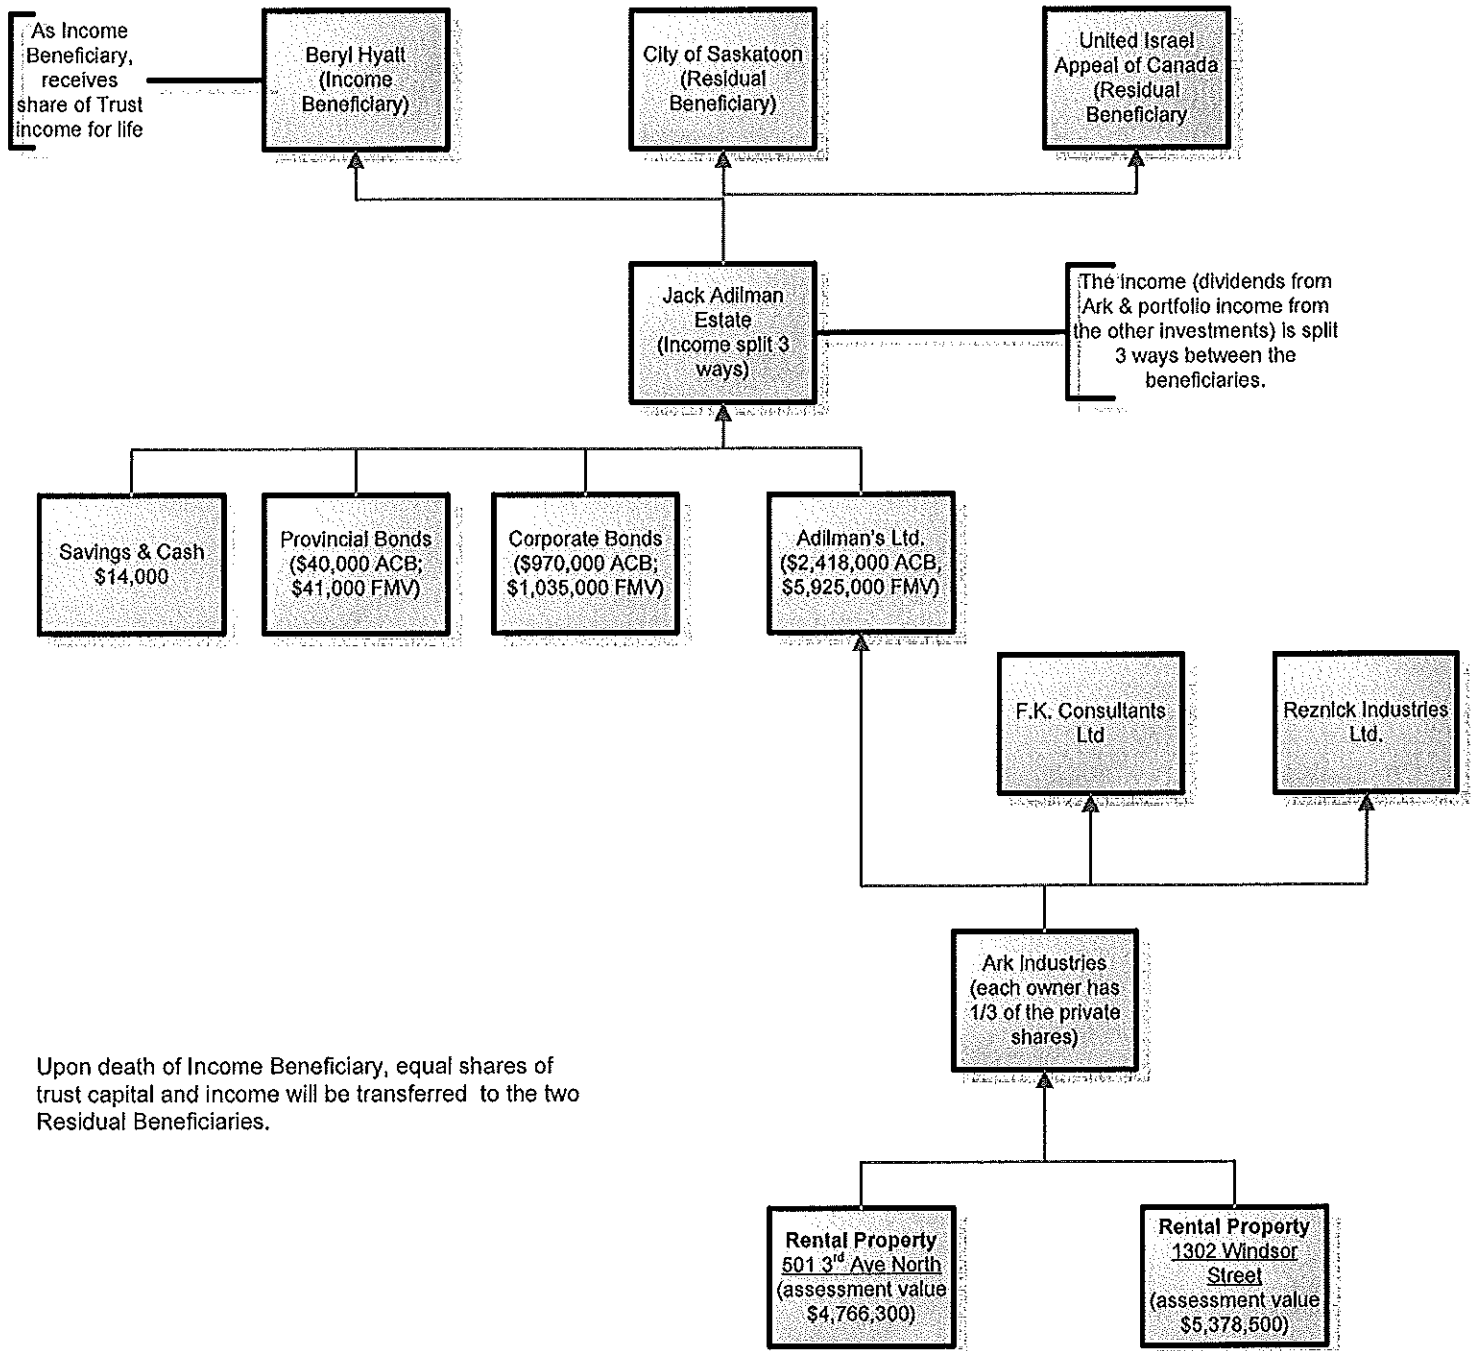 As Income
Beneficiary,
receives
share of Trust
income for life
Beryl Hyatt
(Income
Beneficiary)
City of Saskatoon
(Residual
Beneficiary)
United Israel
Appeal of Canada
(Residual
Beneficiary
Jack Adilman
Estate
(Income split 3
ways)
The income (dividends from
Ark & portfolio income from
the other investments) is split
3 ways between the
beneficiaries.
Savings & Cash
$14,000
Provincial Bonds
($40,000 ACB;
$41,000 FMV)
Corporate Bonds
($970,000 ACB;
$1,035,000 FMV)
Adilman's Ltd.
($2,418,000 ACB,
$5,925,000 FMV)
F.K. Consultants
Ltd
Reznick Industries
Ltd.
Ark Industries
(each owner has
1/3 of the private
shares)
Upon death of Income Beneficiary, equal shares of
trust capital and income will be transferred to the two
Residual Beneficiaries.
Rental Property
501 3rd Ave North
(assessment value
$4,766,300)
Rental Property
1302 Windsor
Street
(assessment value
$5,378,500)